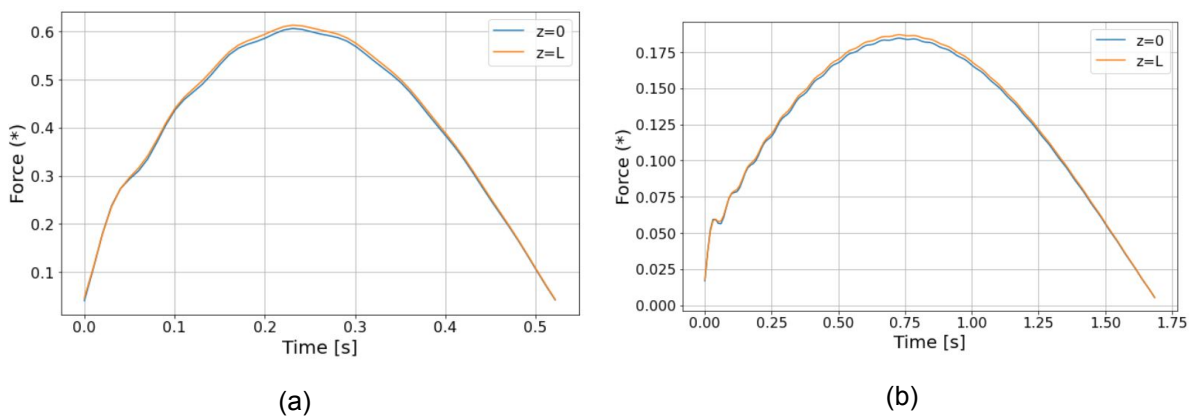 0.6
0.5
0.4
0.3
0.2
0.1
Force (*)
z=0
z=L
0.0 0.1 0.2 0.3 0.4 0.5
Time [s]
(a)
0.175
0.150
0.125
0.100
0.075
0.050
0.025
0.000
Force (*)
z=0
z=L
0.00 0.25 0.50 0.75 1.00 1.25 1.50 1.75
Time [s]
(b)